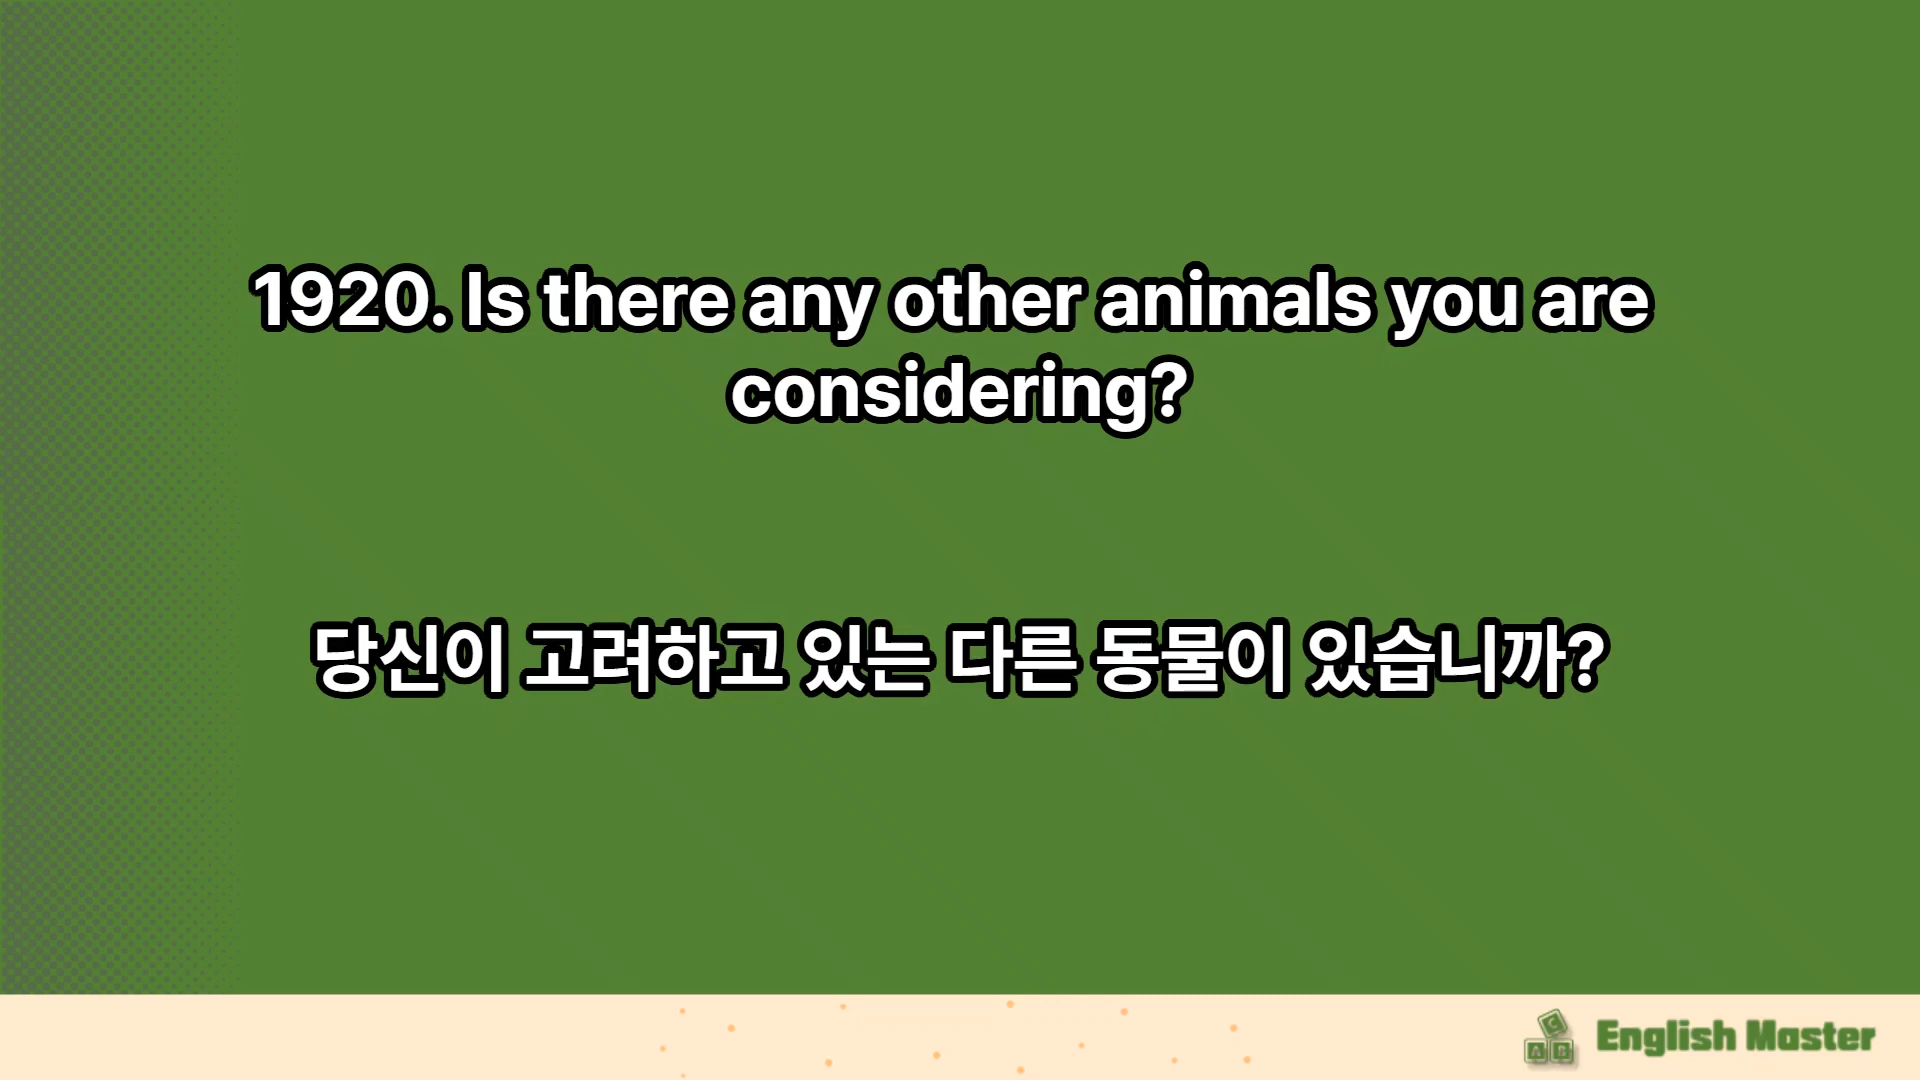 1920. Is there any other animals you are
considering?
당신이 고려하고 있는 다른 동물이 있습니까?
C
A B
English Master